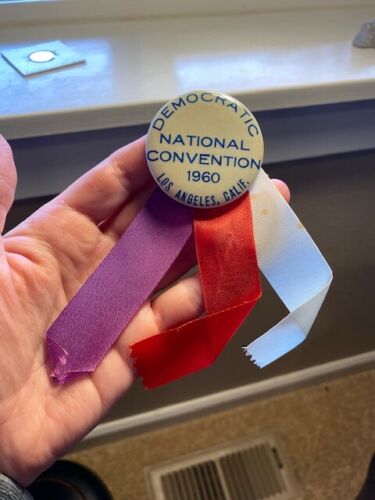 DEMOCRATIC
NATIONAL
CONVENTION
1960
LOS ANGELES, CALIF.